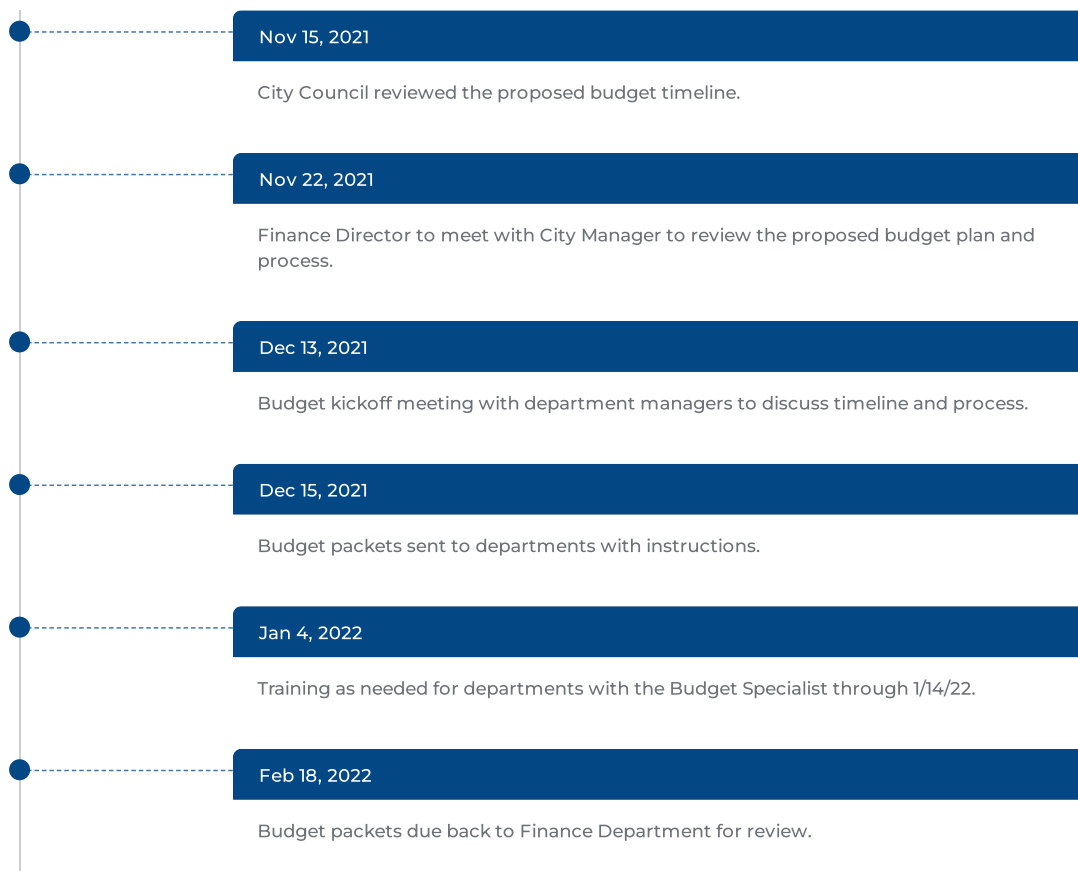 Nov 15, 2021
City Council reviewed the proposed budget timeline.
Nov 22, 2021
Finance Director to meet with City Manager to review the proposed budget plan and
process.
Dec 13, 2021
Budget kickoff meeting with department managers to discuss timeline and process.
Dec 15, 2021
Budget packets sent to departments with instructions.
Jan 4, 2022
Training as needed for departments with the Budget Specialist through 1/14/22.
Feb 18, 2022
Budget packets due back to Finance Department for review.